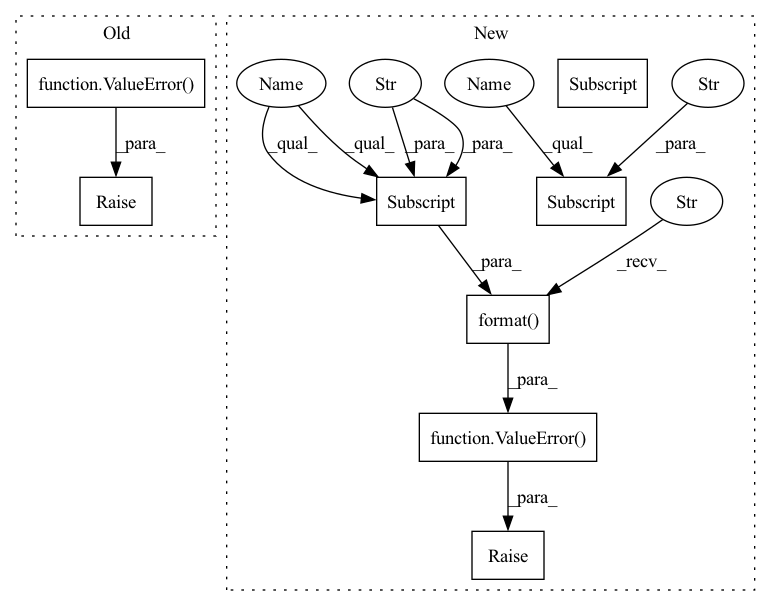 Old
New
function.ValueError()
Name
Str
Name
Subscript
Str
_para_
_qual_
_qual_
_para_
_para_
_qual_
_para_
Raise
Subscript
Subscript
Str
_para_
_recv_
format()
_para_
function.ValueError()
_para_
Raise